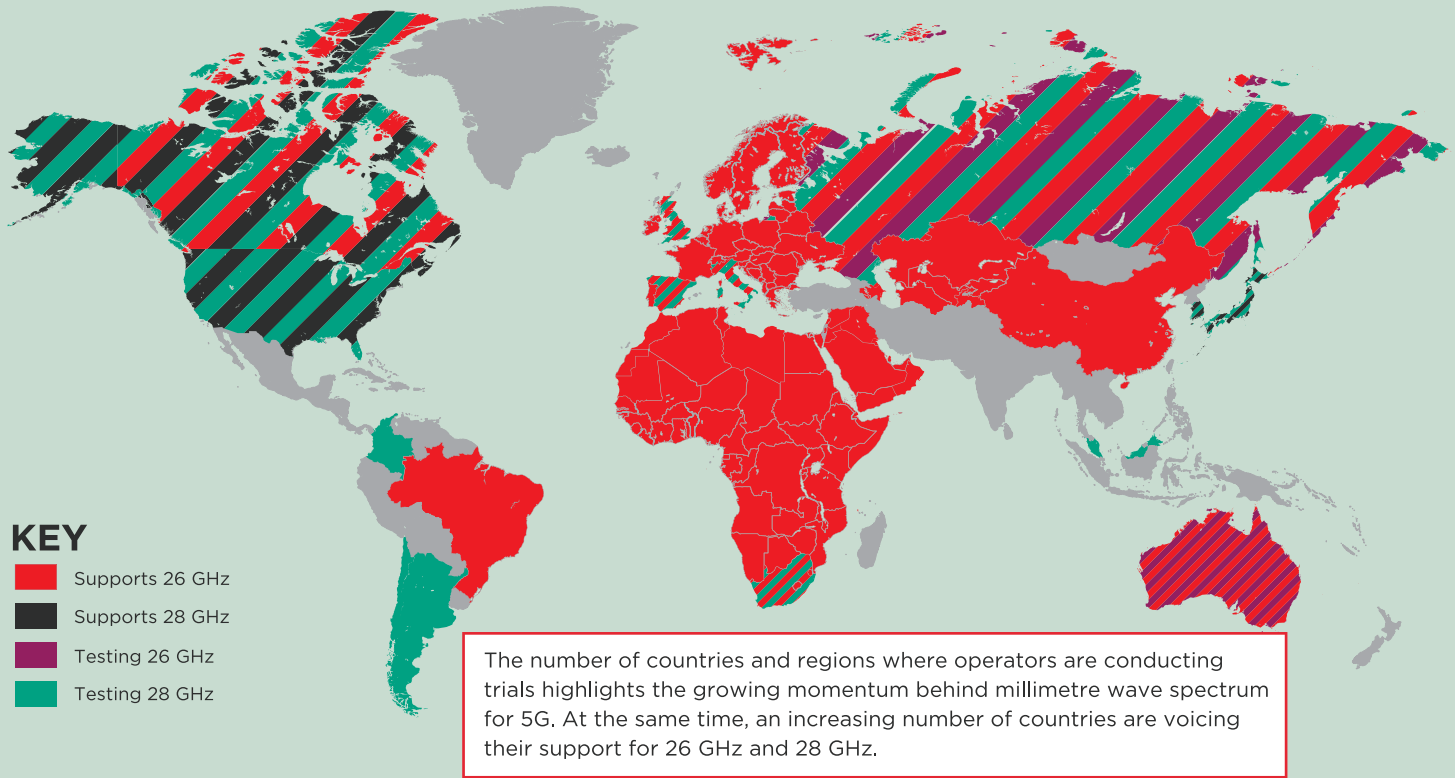 KEY
Supports 26 GHz
Supports 28 GHz
Testing 26 GHz
Testing 28 GHz
The number of countries and regions where operators are conducting
trials highlights the growing momentum behind millimetre wave spectrum
for 5G. At the same time, an increasing number of countries are voicing
their support for 26 GHz and 28 GHz.